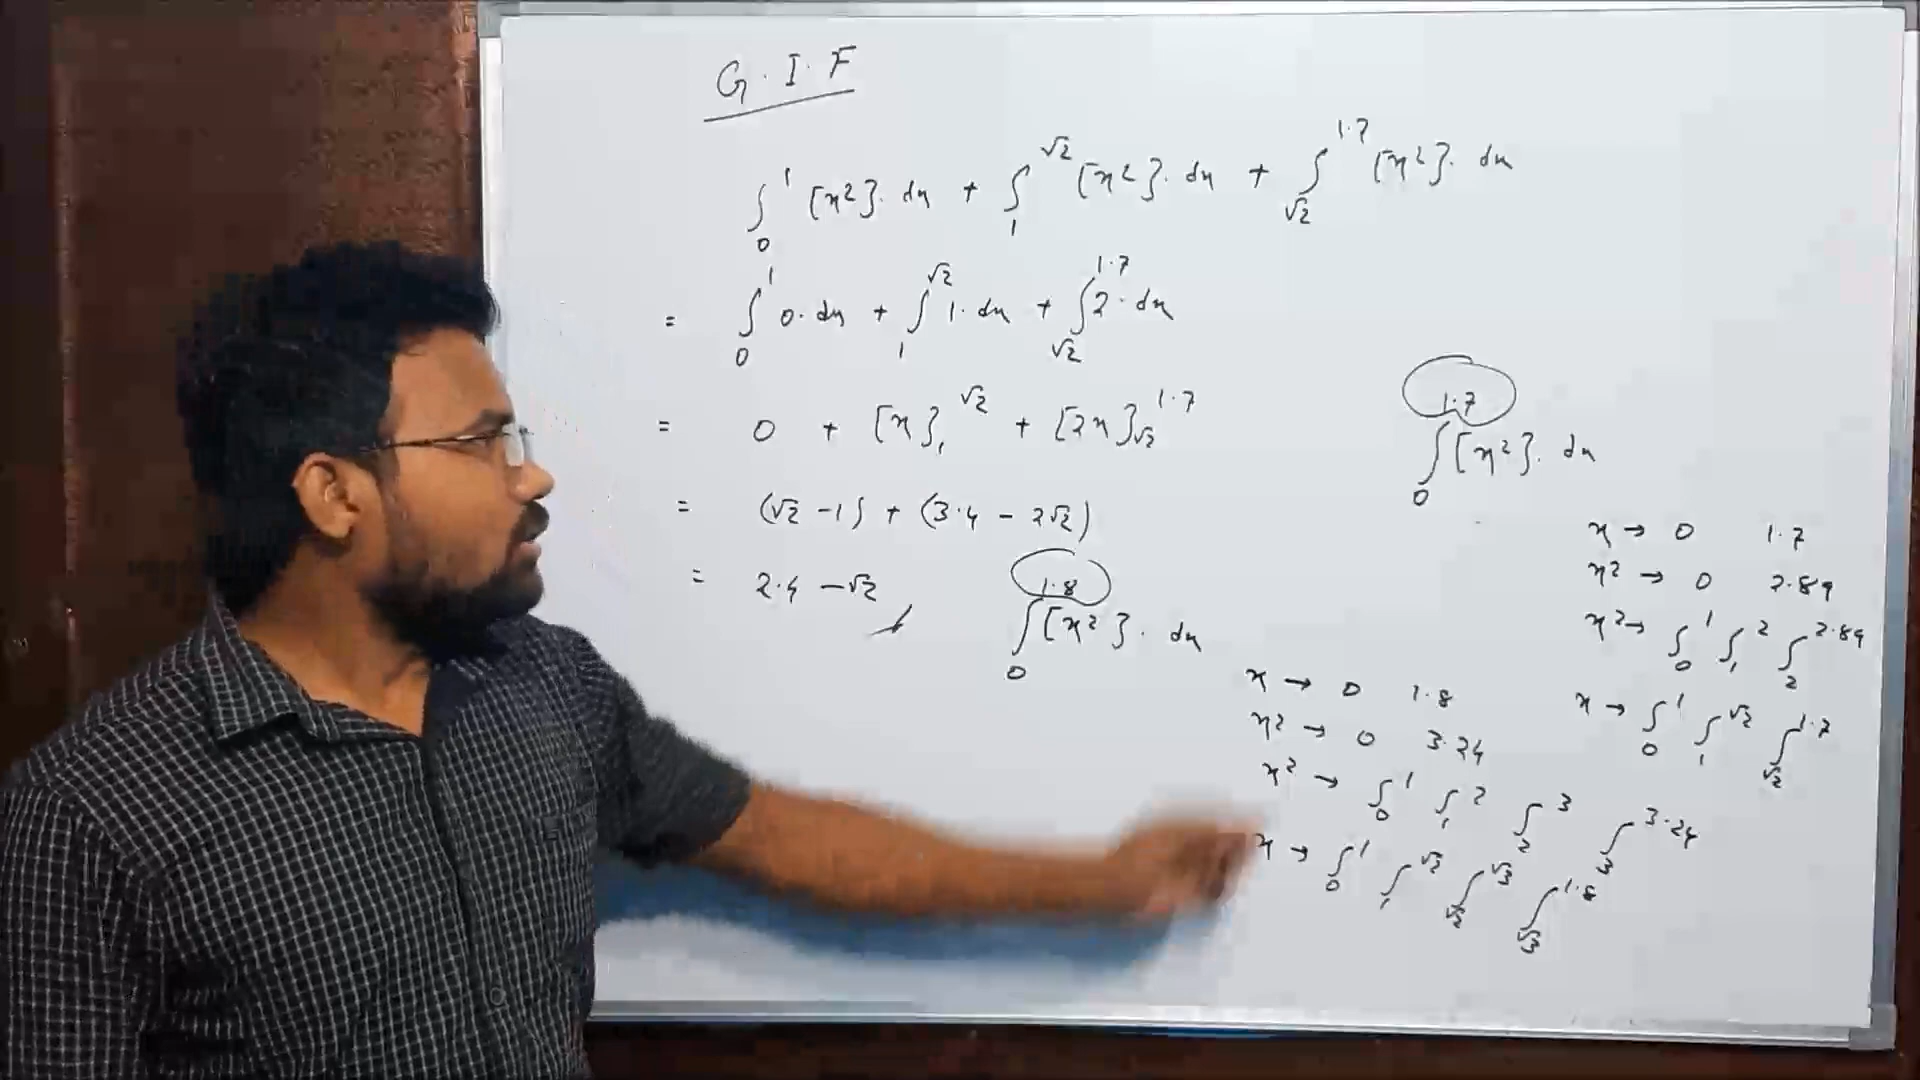 G.I.F
∫₀¹ [x²]. dx + ∫₁^√2 [x²]. dx + ∫_√2^1.7 [x²]. dx
= ∫₀¹ 0. dx + ∫₁^√2 1. dx + ∫_√2^1.7 2. dx
= 0 + [x]₁^√2 + [2x]_√2^1.7
= (√2 - 1) + (3.4 - 2√2)
= 2.4 - √2
∫₀^1.8 [x²]. dx
x → 0 1.8
x² → 0 3.24
x² → ∫₀¹ ∫₁² ∫₂³ ∫₃^3.24
x → ∫₀¹ ∫₁^√2 ∫_√2^√3 ∫_√3^1.8
∫₀^1.7 [x²]. dx
x → 0 1.7
x² → 0 2.89
x² → ∫₀¹ ∫₁² ∫₂^2.89
x → ∫₀¹ ∫₁^√2 ∫_√2^1.7